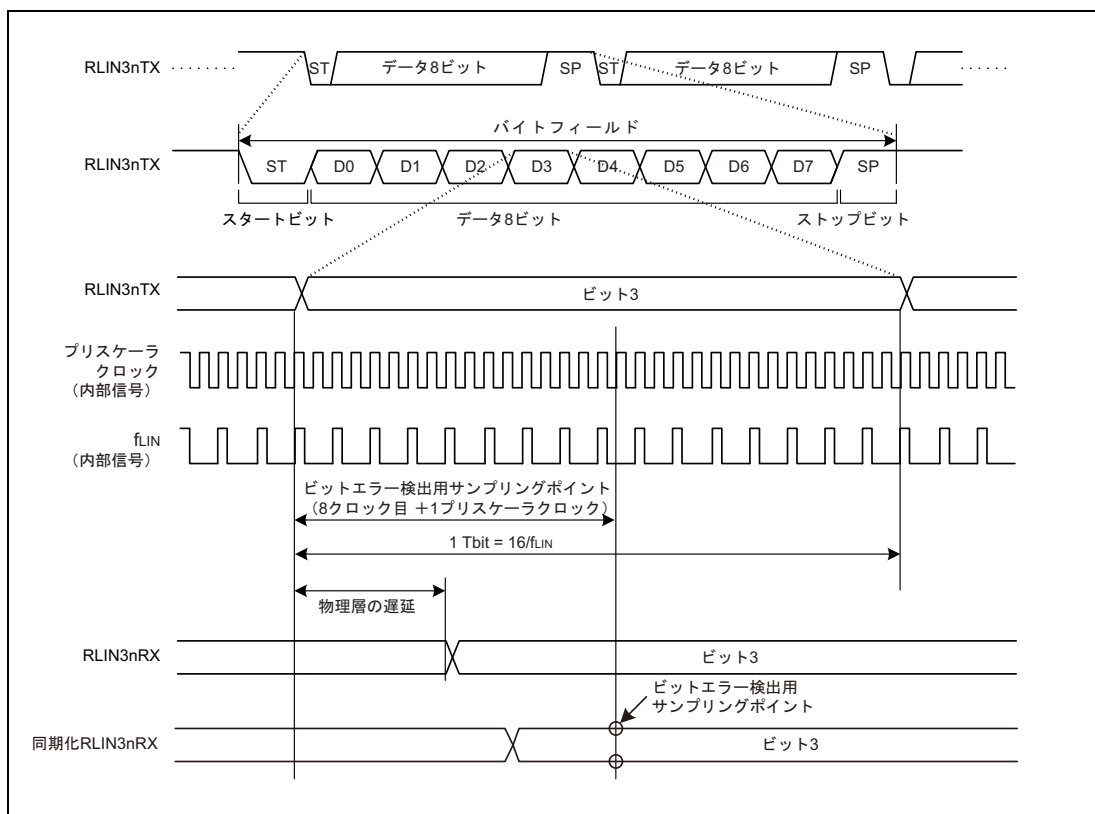 RLIN3nTX
ST
データ8ビット
SP
ST
データ8ビット
SP
バイトフィールド
RLIN3nTX
ST
D0
D1
D2
D3
D4
D5
D6
D7
SP
スタートビット
データ8ビット
ストップビット
RLIN3nTX
ビット3
プリスケーラ
クロック
（内部信号）
fLIN
（内部信号）
ビットエラー検出用サンプリングポイント
（8クロック目 ＋1プリスケーラクロック）
1 Tbit = 16/fLIN
物理層の遅延
RLIN3nRX
ビット3
ビットエラー検出用
サンプリングポイント
同期化RLIN3nRX
ビット3